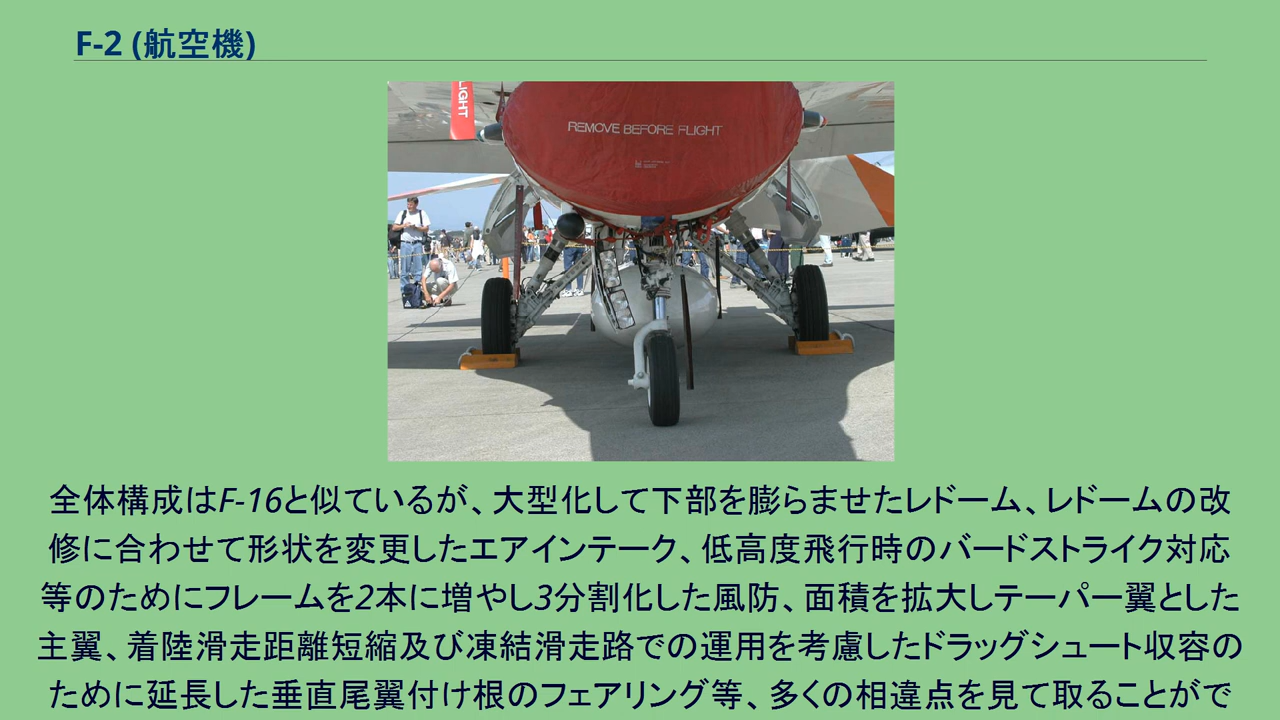 F-2 (航空機)
LIGHT
REMOVE BEFORE FLIGHT
全体構成はF-16と似ているが、大型化して下部を膨らませたレドーム、レドームの改
修に合わせて形状を変更したエアインテーク、低高度飛行時のバードストライク対応
等のためにフレームを2本に増やし3分割化した風防、面積を拡大しテーパー翼とした
主翼、着陸滑走距離短縮及び凍結滑走路での運用を考慮したドラッグシュート収容の
ために延長した垂直尾翼付け根のフェアリング等、多くの相違点を見て取ることがで